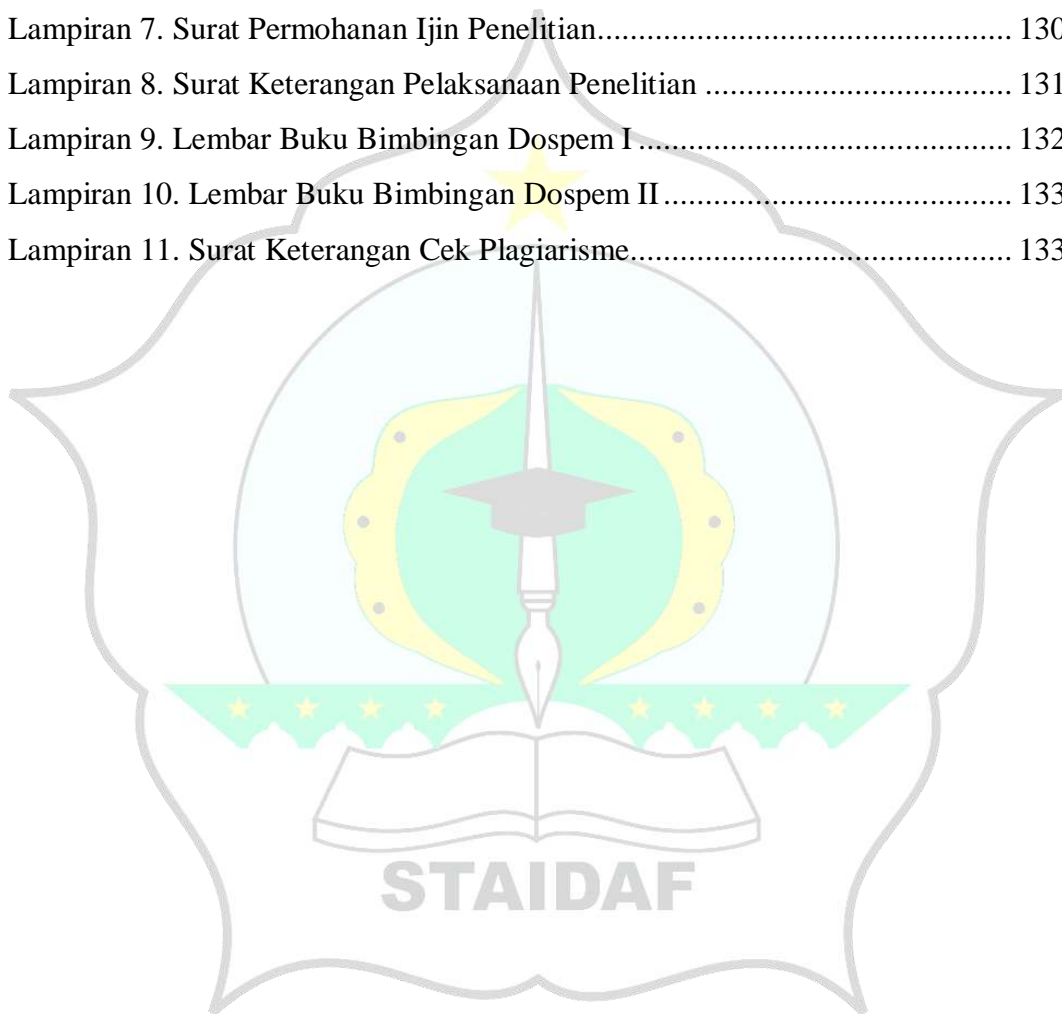 Lampiran 7. Surat Permohanan Ijin Penelitian................................................ 130
Lampiran 8. Surat Keterangan Pelaksanaan Penelitian ................................... 131
Lampiran 9. Lembar Buku Bimbingan Dospem I ........................................... 132
Lampiran 10. Lembar Buku Bimbingan Dospem II ........................................ 133
Lampiran 11. Surat Keterangan Cek Plagiarisme............................................ 133
STAIDAF